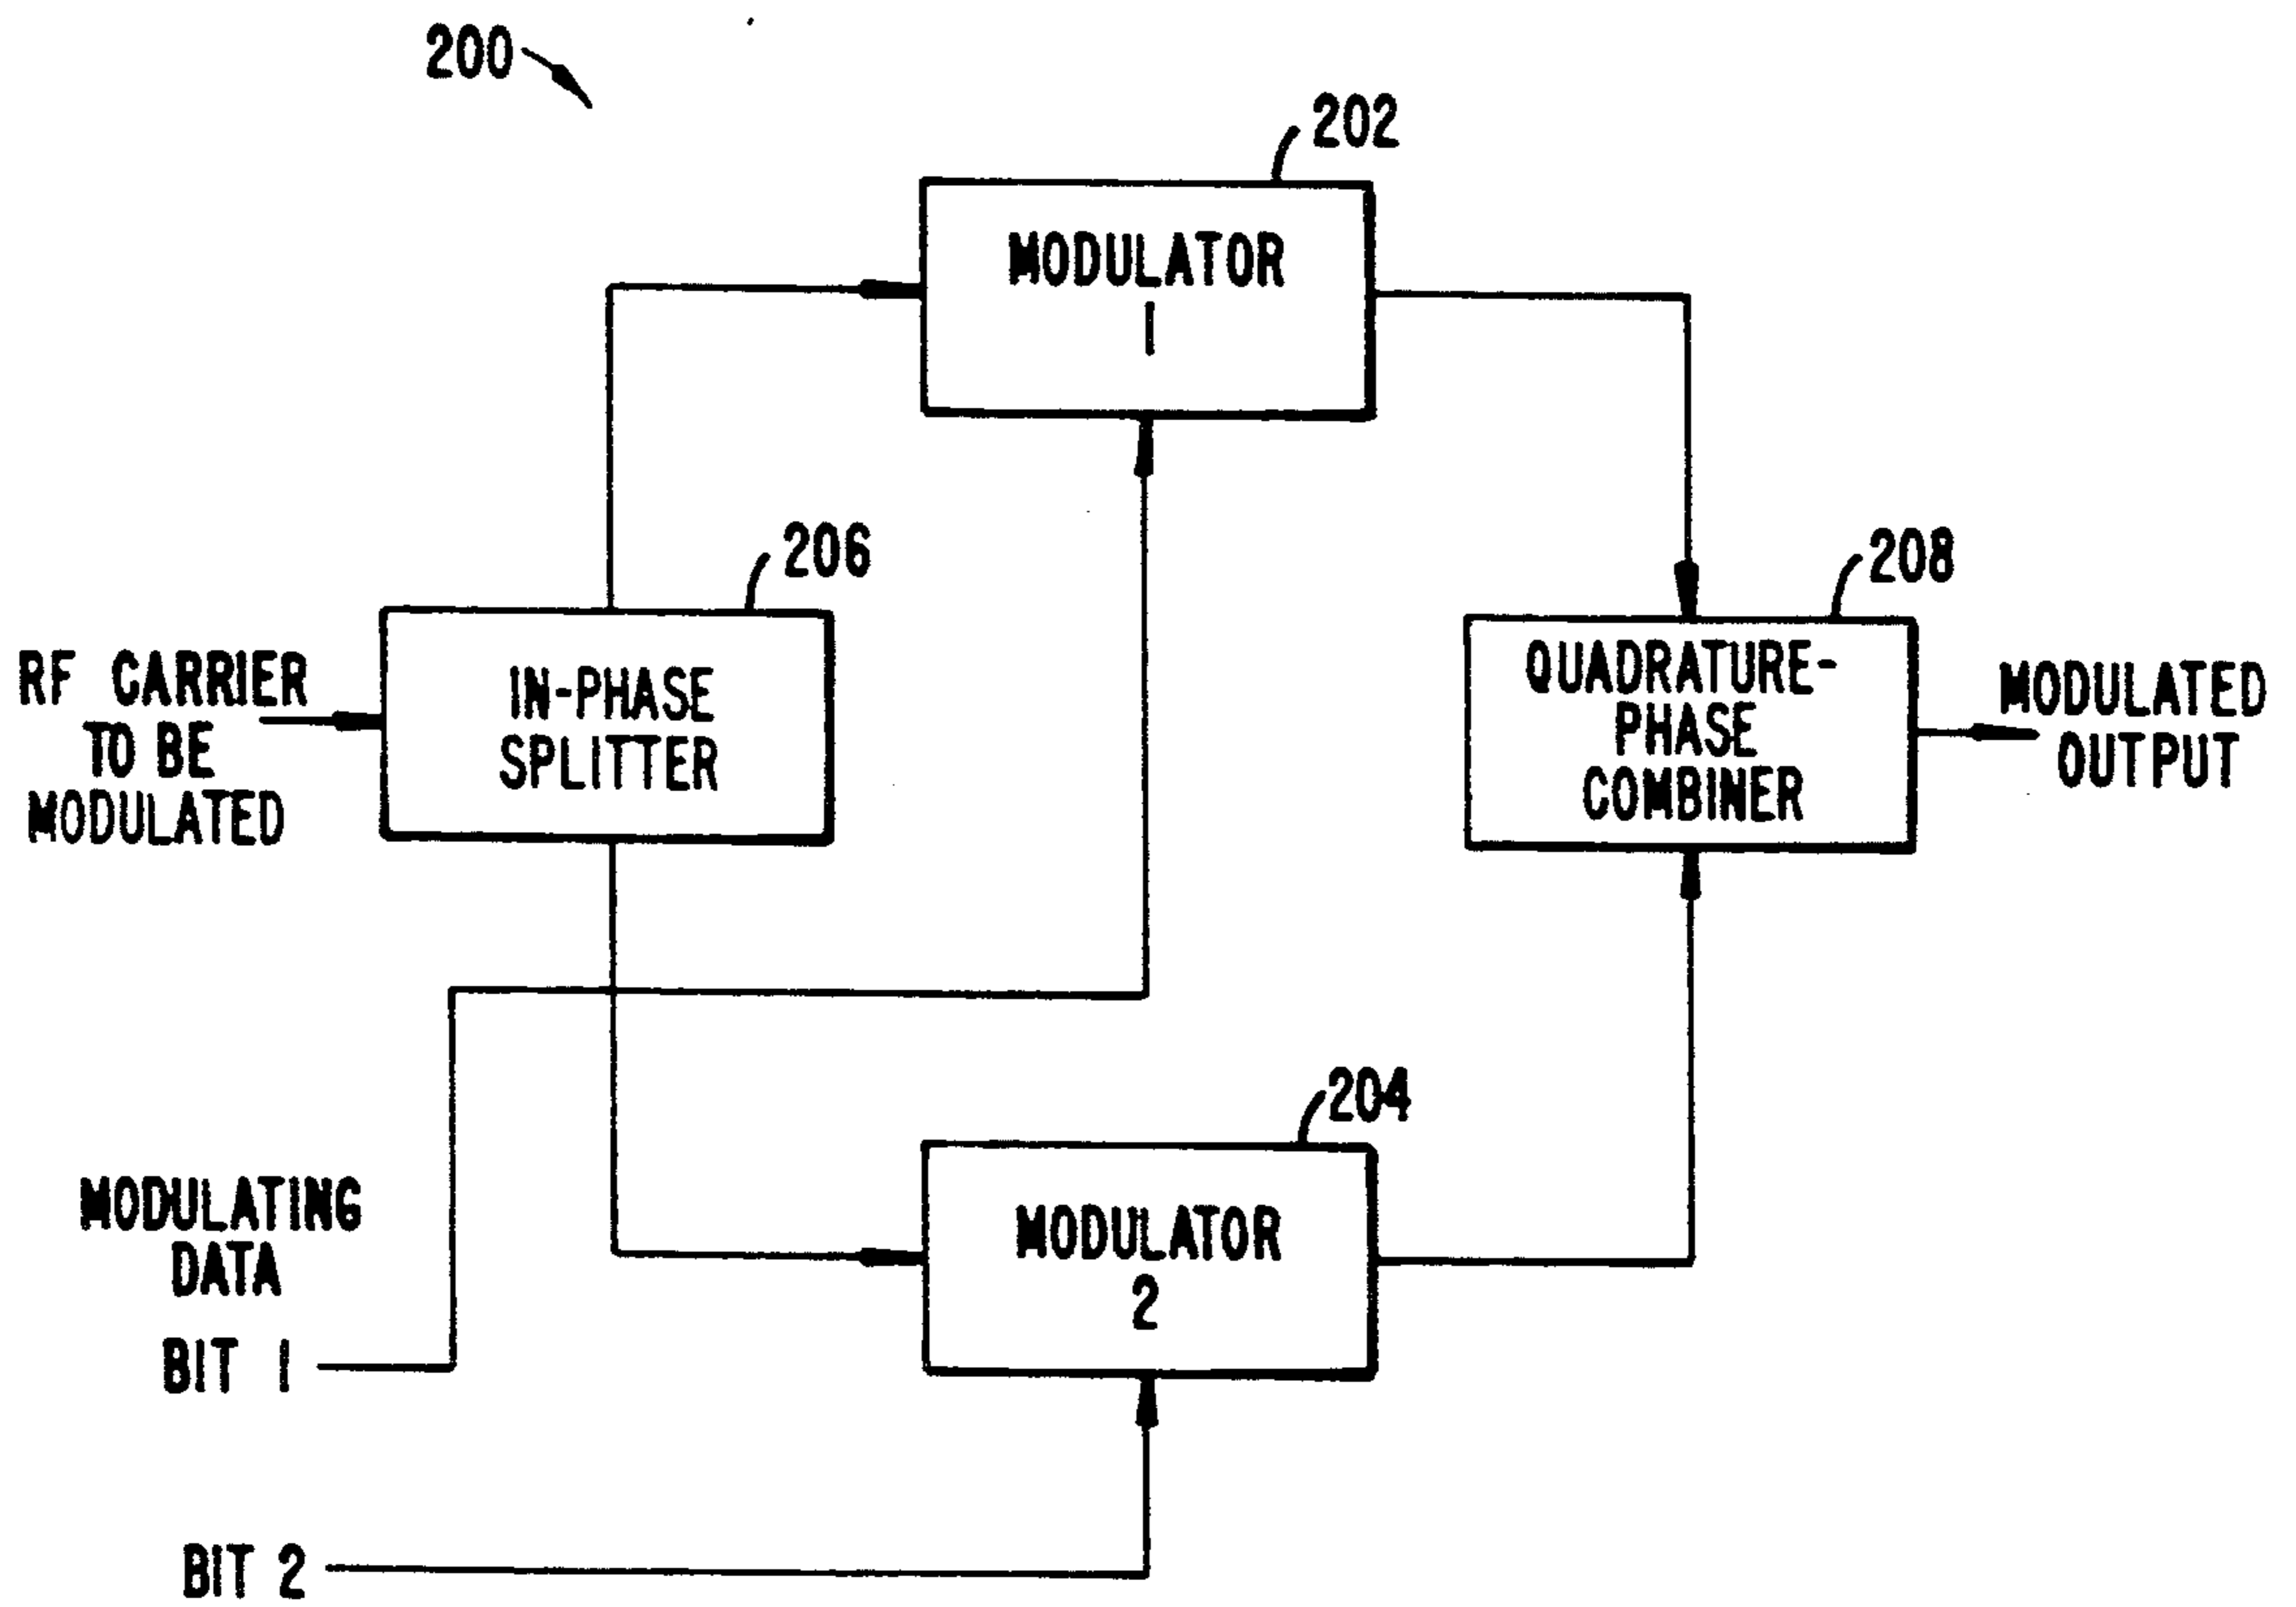 200
202
MODULATOR
1
206
208
RF CARRIER
TO BE
MODULATED
IN-PHASE
SPLITTER
QUADRATURE-
PHASE
COMBINER
MODULATED
OUTPUT
204
MODULATING
DATA
MODULATOR
2
BIT 1
BIT 2